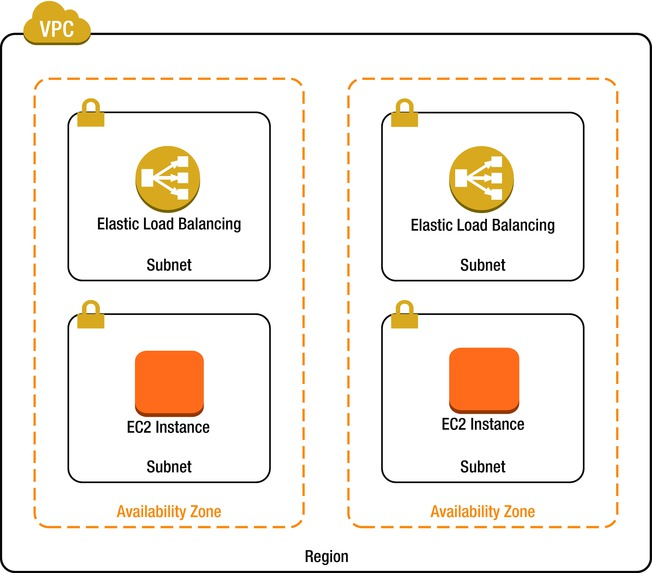 VPC
Elastic Load Balancing
Subnet
EC2 Instance
Subnet
Availability Zone
Elastic Load Balancing
Subnet
EC2 Instance
Subnet
Availability Zone
Region